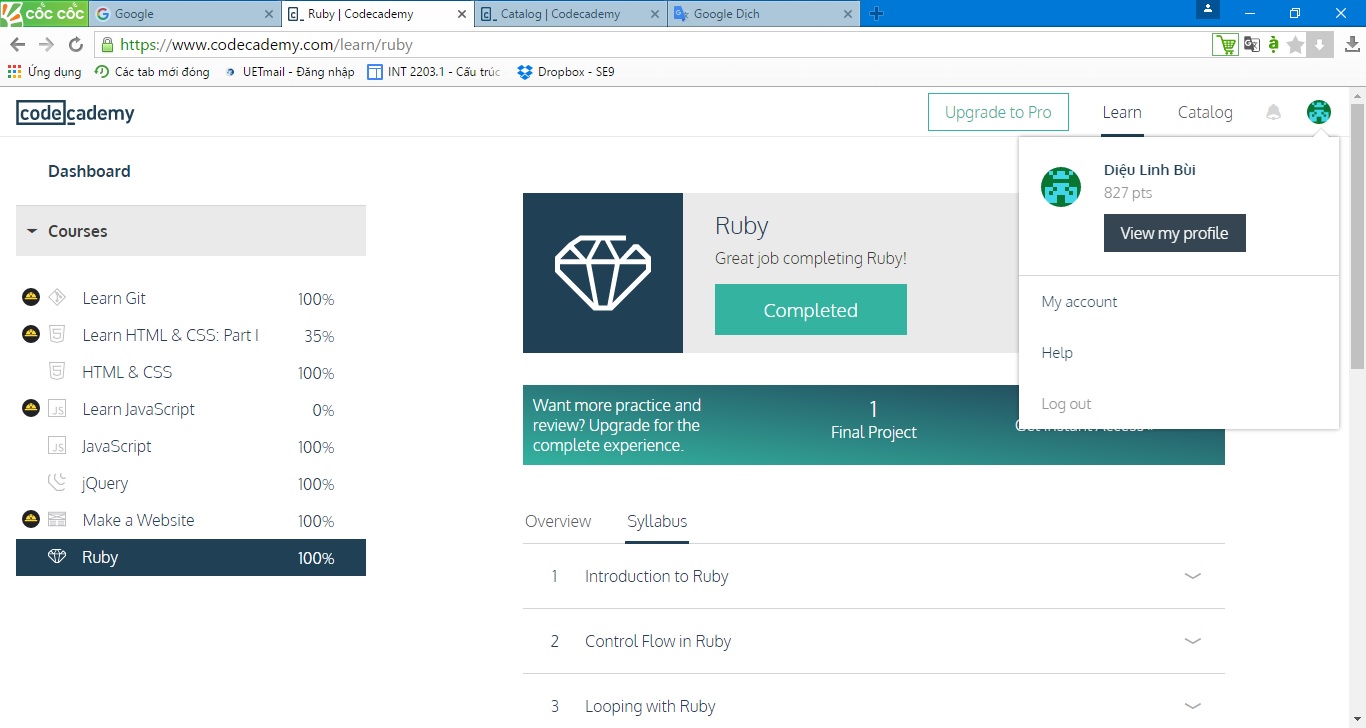 cốc cốc
Google
Ruby | Codecademy
Catalog | Codecademy
Google Dịch
https://www.codecademy.com/learn/ruby
Ứng dụng
Các tab mới đóng
UETmail - Đăng nhập
INT 2203.1 - Cấu trúc
Dropbox - SE9
codecademy
Upgrade to Pro
Learn
Catalog
Dashboard
Courses
Learn Git 100%
Learn HTML & CSS: Part I 35%
HTML & CSS 100%
Learn JavaScript 0%
JavaScript 100%
jQuery 100%
Make a Website 100%
Ruby 100%
Ruby
Great job completing Ruby!
Completed
Want more practice and
review? Upgrade for the
complete experience.
1
Final Project
Overview
Syllabus
1 Introduction to Ruby
2 Control Flow in Ruby
3 Looping with Ruby
Diệu Linh Bùi
827 pts
View my profile
My account
Help
Log out